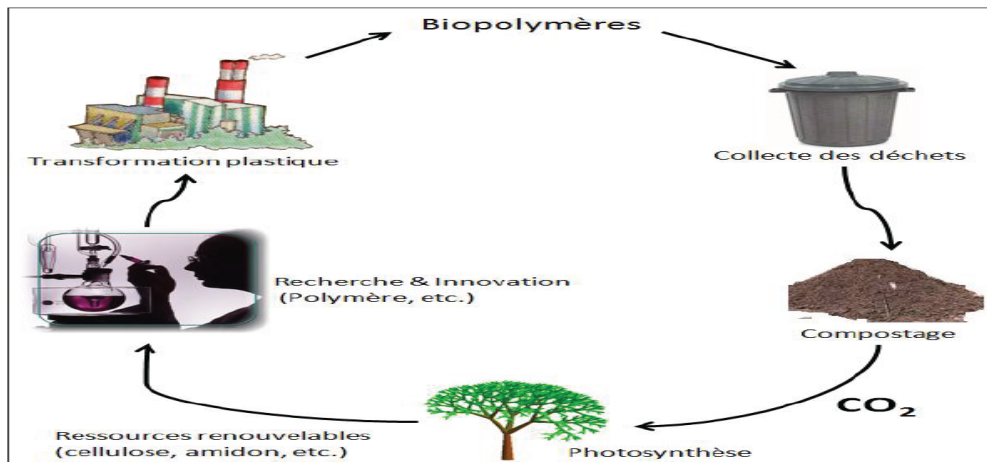 Biopolymères
Transformation plastique
Collecte des déchets
Recherche & Innovation
(Polymère, etc.)
Compostage
CO₂
Ressources renouvelables
(cellulose, amidon, etc.)
Photosynthèse